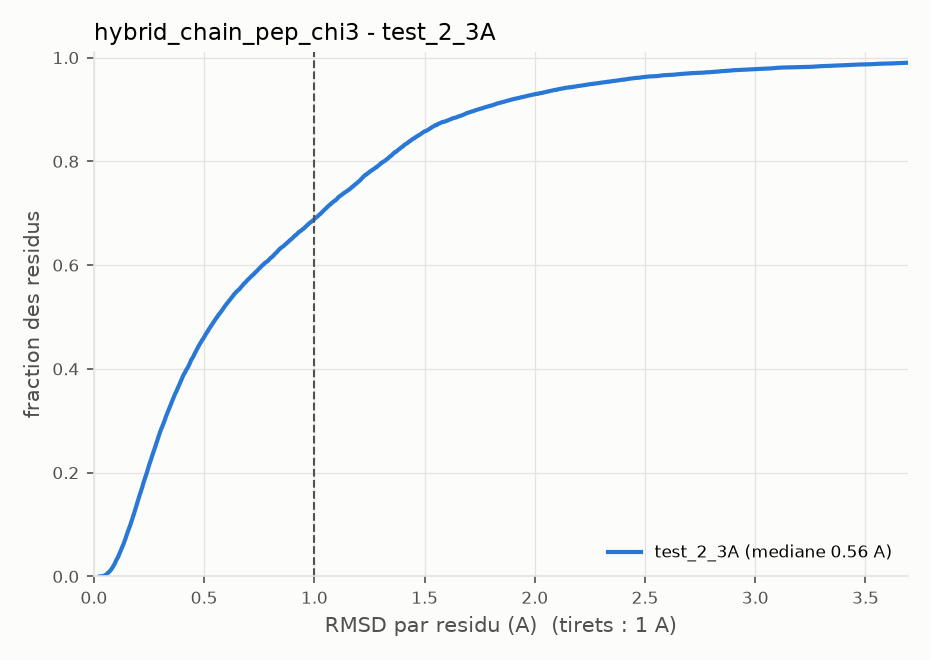 hybrid_chain_pep_chi3 - test_2_3A
1.0
0.8
0.6
0.4
0.2
0.0
fraction des residus
test_2_3A (mediane 0.56 A)
0.0 0.5 1.0 1.5 2.0 2.5 3.0 3.5
RMSD par residu (A) (tirets : 1 A)